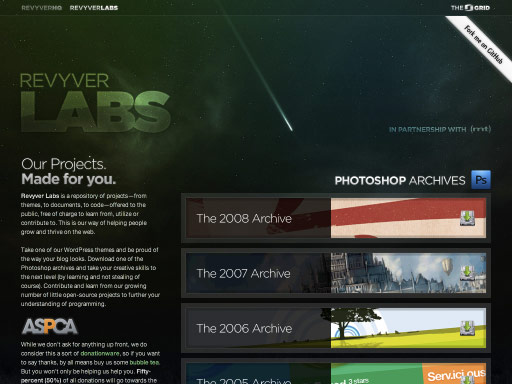 REVYVERHQ REVYVERLABS
THE GRID
Fork me on GitHub
REVYVER
LABS
IN PARTNERSHIP WITH
Our Projects.
Made for you.
PHOTOSHOP ARCHIVES Ps
Revyver Labs is a repository of projects—from
themes, to documents, to code—offered to the
public, free of charge to learn from, utilize or
contribute to. This is our way of helping people
grow and thrive on the web.
Take one of our WordPress themes and be proud of
the way your blog looks. Download one of the
Photoshop archives and take your creative skills to
the next level (by learning and not stealing of
course). Contribute and learn from our growing
number of little open-source projects to further your
understanding of programming.
ASPCA
While we don't ask for anything up front, we do
consider this a sort of donationware, so if you want
to say thanks, by all means buy us some bubble tea.
But you won't only be helping us help you. Fifty-
percent (50%) of all donations will go towards the
The 2008 Archive
The 2007 Archive
The 2006 Archive
The 2005 Archive
3 stars
Serv.ici.ous